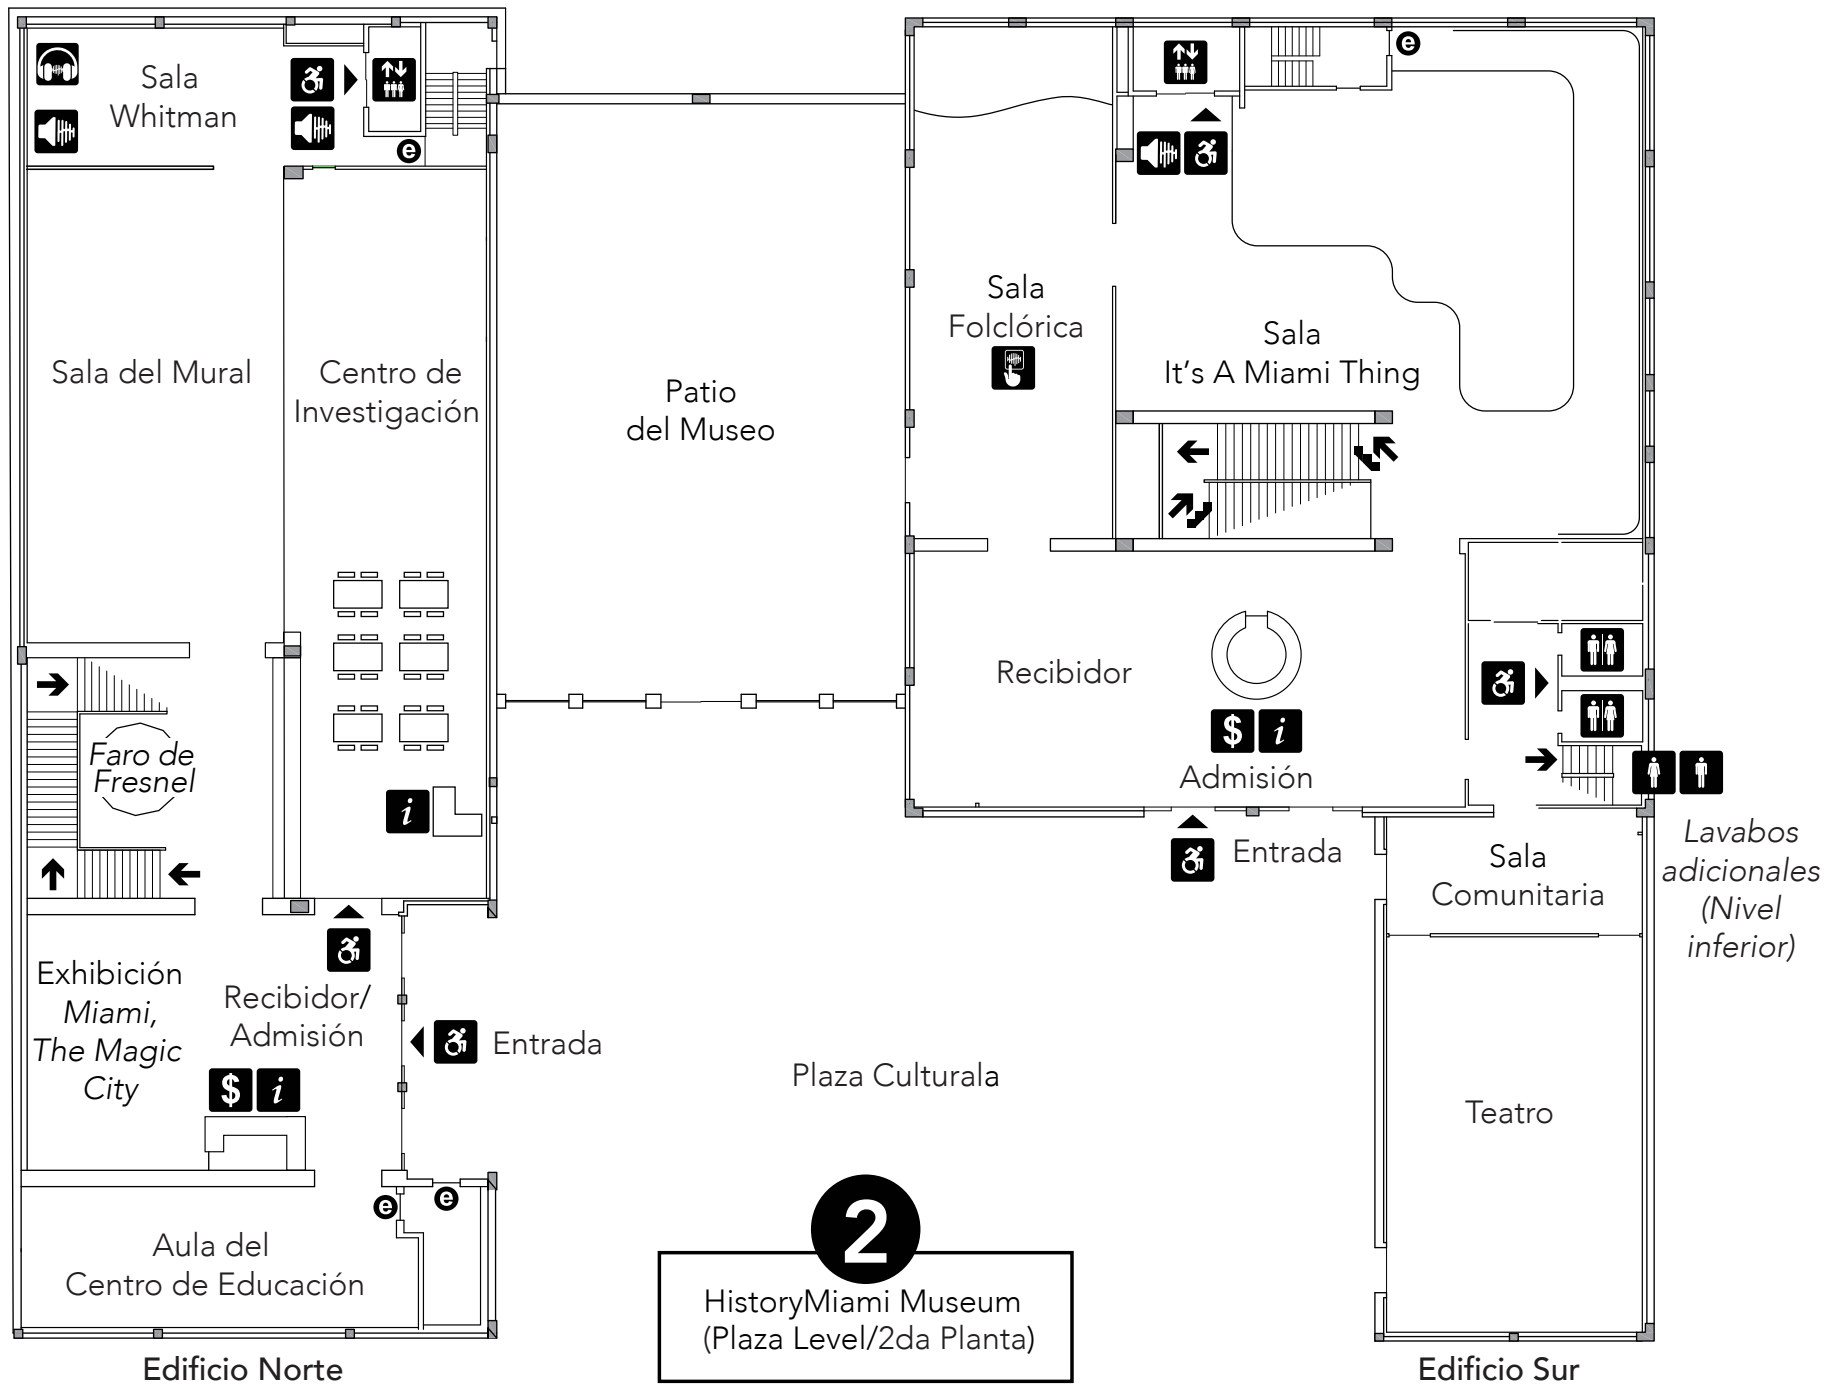 Sala
Whitman
e
e
Sala del Mural
Centro de
Investigación
Patio
del Museo
Sala
Folclórica
Sala
It's A Miami Thing
Faro de
Fresnel
i
Recibidor
$ i
Admisión
Entrada
Sala
Comunitaria
Lavabos
adicionales
(Nivel
inferior)
Exhibición
Miami,
The Magic
City
Recibidor/
Admisión
$ i
Entrada
Plaza Culturala
Teatro
e
e
Aula del
Centro de Educación
2
HistoryMiami Museum
(Plaza Level/2da Planta)
Edificio Norte
Edificio Sur